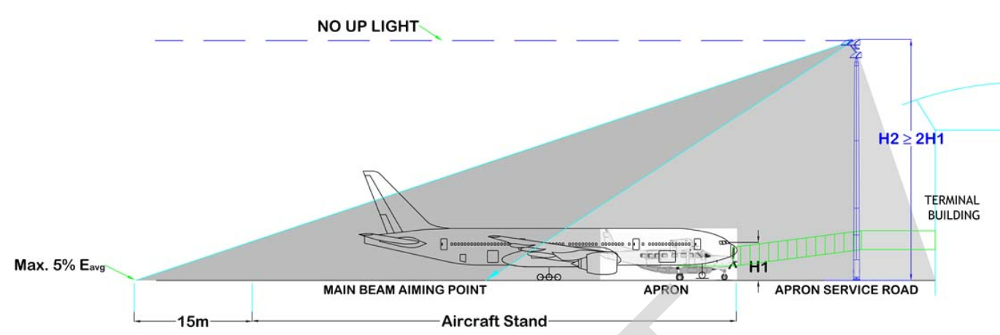 NO UP LIGHT
H2 ≥ 2H1
TERMINAL
BUILDING
Max. 5% Eavg
H1
MAIN BEAM AIMING POINT
APRON
APRON SERVICE ROAD
15m
Aircraft Stand